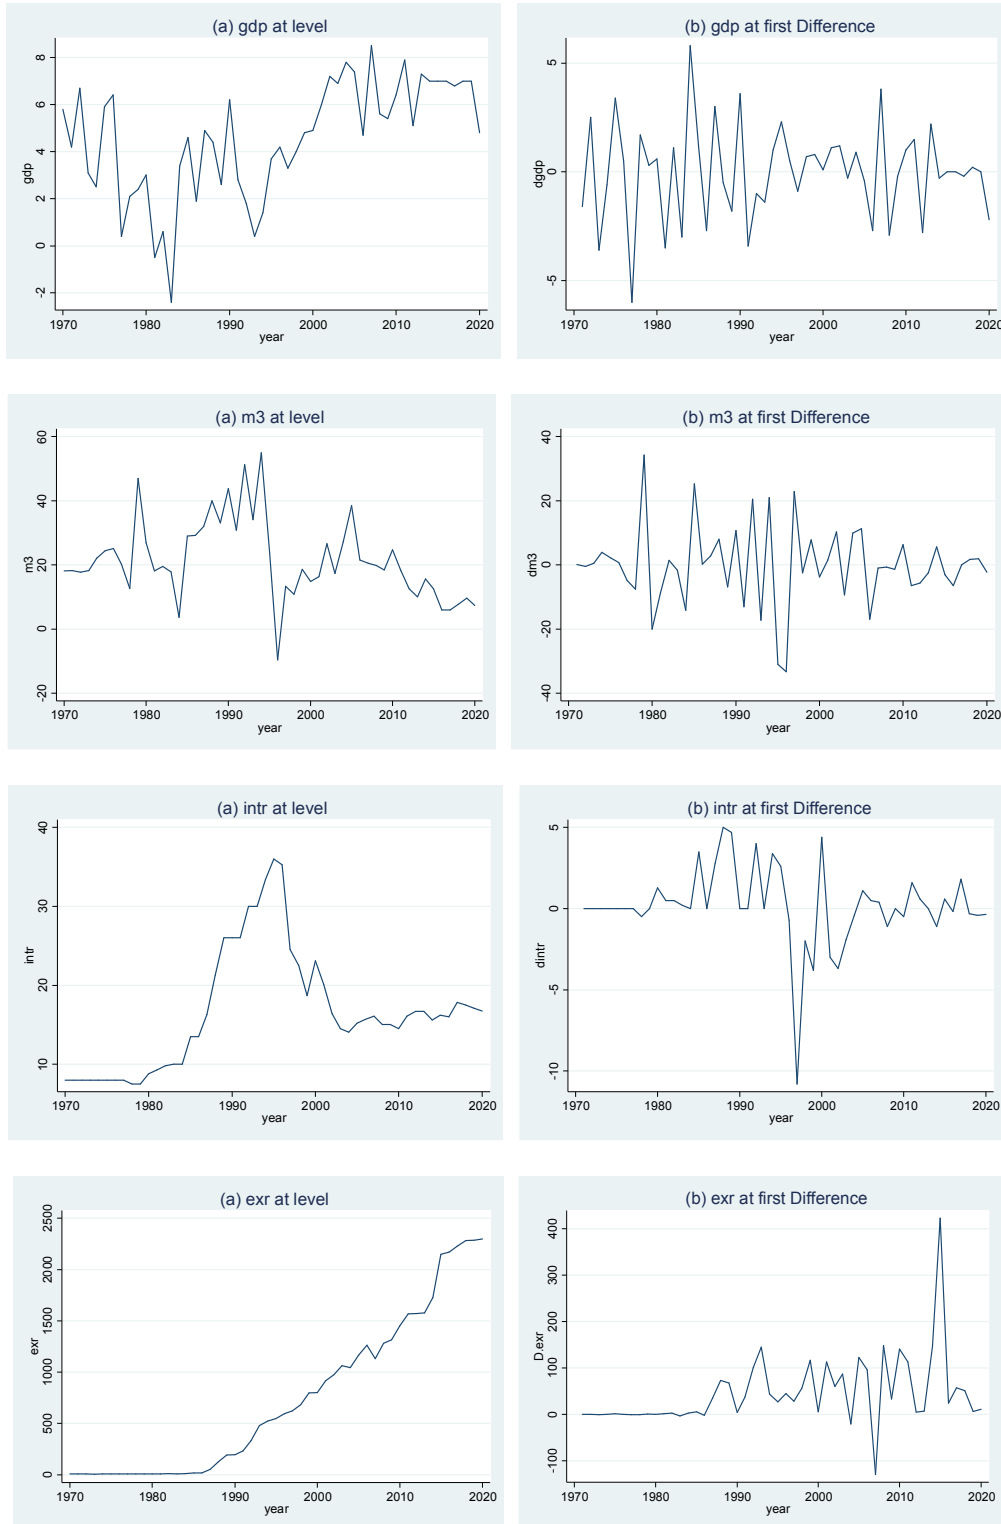 (a) gdp at level
gdp
8
6
4
2
0
-2
1970 1980 1990 2000 2010 2020
year
(b) gdp at first Difference
dgdp
5
0
-5
1970 1980 1990 2000 2010 2020
year
(a) m3 at level
m3
60
40
20
0
-20
1970 1980 1990 2000 2010 2020
year
(b) m3 at first Difference
dm3
40
20
0
-20
-40
1970 1980 1990 2000 2010 2020
year
(a) intr at level
intr
40
30
20
10
1970 1980 1990 2000 2010 2020
year
(b) intr at first Difference
dintr
5
0
-5
-10
1970 1980 1990 2000 2010 2020
year
(a) exr at level
exr
2500
2000
1500
1000
500
0
1970 1980 1990 2000 2010 2020
year
(b) exr at first Difference
D.exr
400
300
200
100
0
-100
1970 1980 1990 2000 2010 2020
year